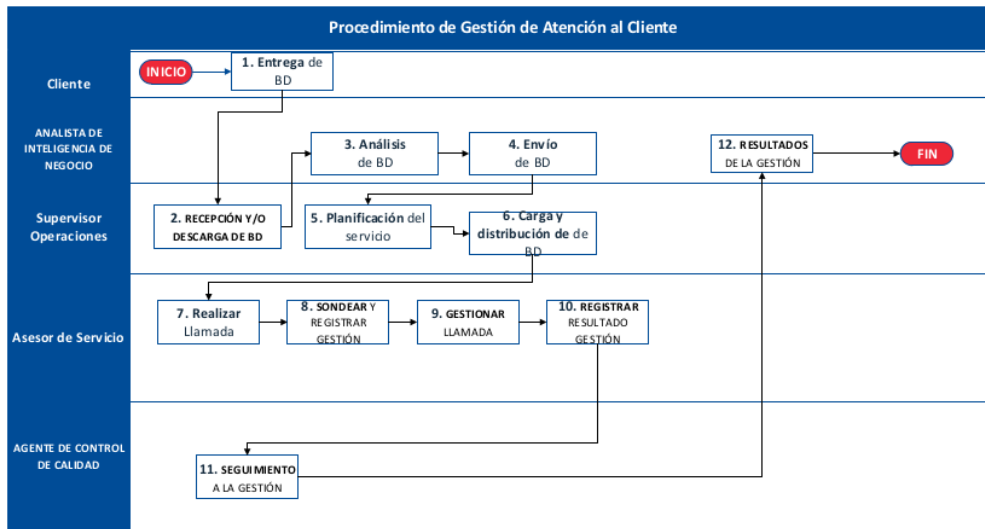 Procedimiento de Gestión de Atención al Cliente
Cliente
INICIO
1. Entrega de
BD
ANALISTA DE
INTELIGENCIA DE
NEGOCIO
3. Análisis
de BD
4. Envío
de BD
12. RESULTADOS
DE LA GESTIÓN
FIN
Supervisor
Operaciones
2. RECEPCIÓN Y/O
DESCARGA DE BD
5. Planificación del
servicio
6. Carga y
distribución de de
BD
Asesor de Servicio
7. Realizar
Llamada
8. SONDEAR Y
REGISTRAR
GESTIÓN
9. GESTIONAR
LLAMADA
10. REGISTRAR
RESULTADO
GESTIÓN
AGENTE DE CONTROL
DE CALIDAD
11. SEGUIMIENTO
A LA GESTIÓN